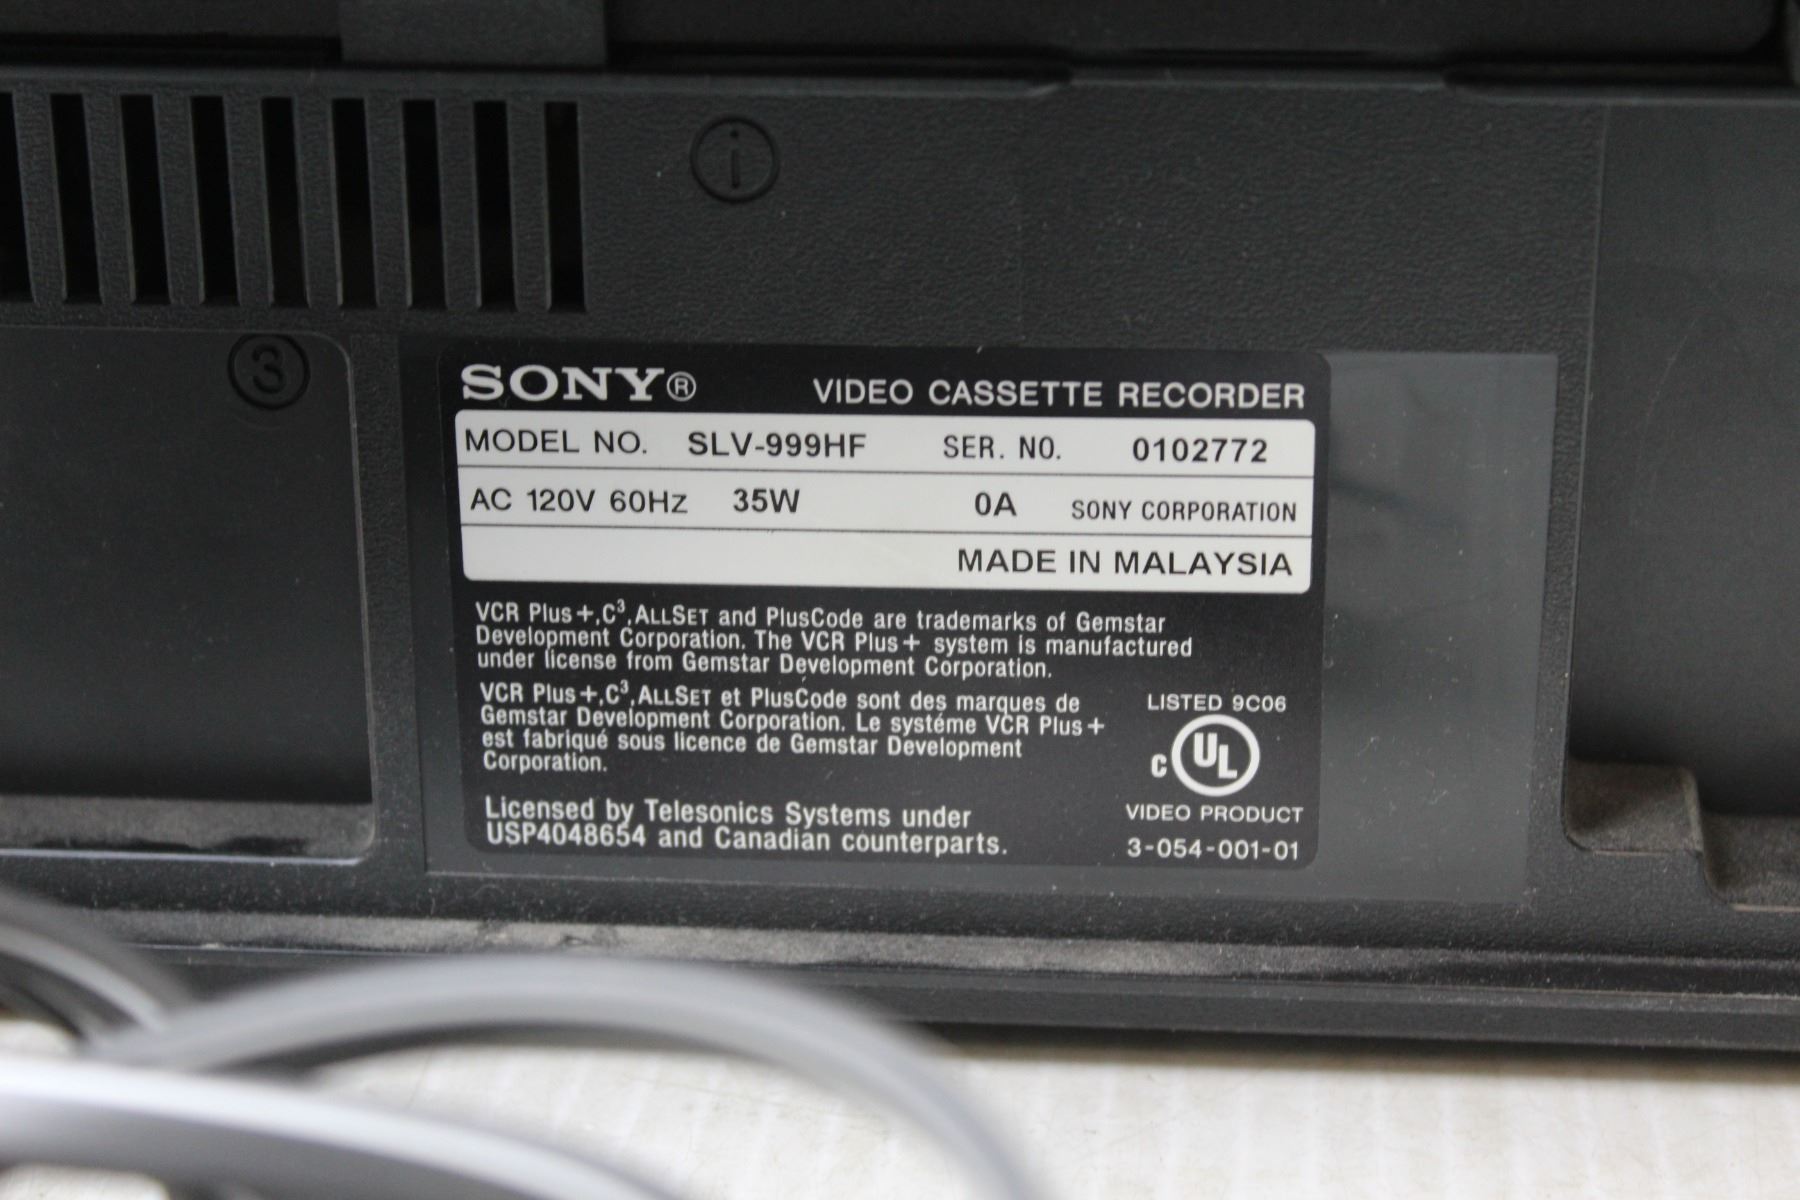 i
3
SONY® VIDEO CASSETTE RECORDER
MODEL NO. SLV-999HF SER. NO. 0102772
AC 120V 60Hz 35W 0A SONY CORPORATION
MADE IN MALAYSIA
VCR Plus+,C³,ALLSET and PlusCode are trademarks of Gemstar
Development Corporation. The VCR Plus+ system is manufactured
under license from Gemstar Development Corporation.
VCR Plus+,C³,ALLSET et PlusCode sont des marques de
Gemstar Development Corporation. Le systéme VCR Plus+
est fabriqué sous licence de Gemstar Development
Corporation.
Licensed by Telesonics Systems under
USP4048654 and Canadian counterparts.
LISTED 9C06
C UL
VIDEO PRODUCT
3-054-001-01